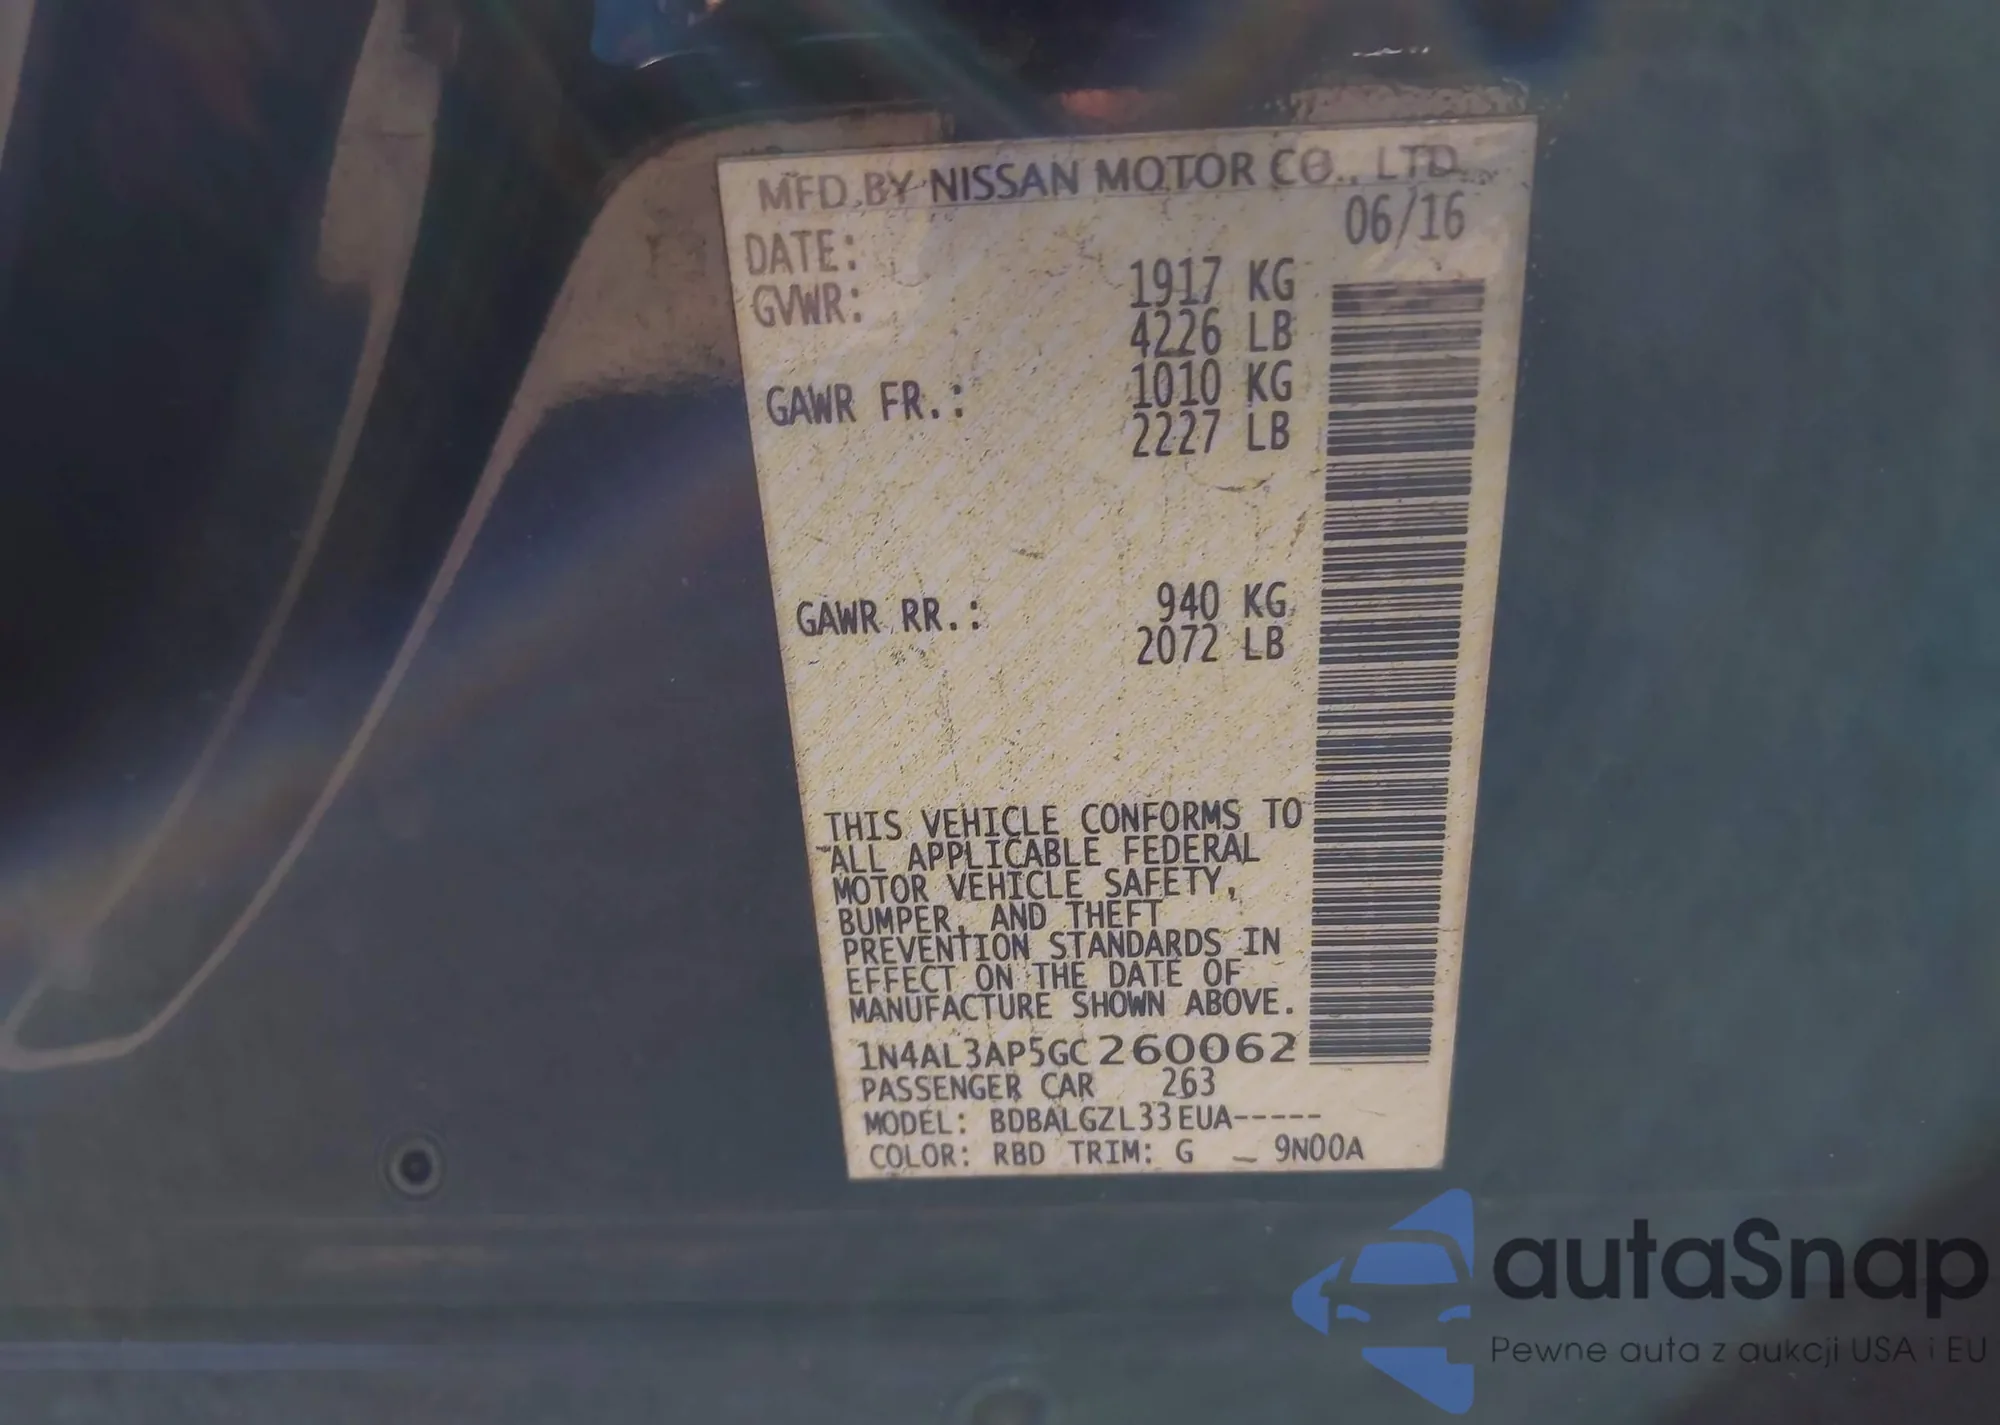 MFD.BY NISSAN MOTOR CO., LTD.
DATE: 06/16
GVWR: 1917 KG
4226 LB
GAWR FR.: 1010 KG
2227 LB
GAWR RR.: 940 KG
2072 LB
THIS VEHICLE CONFORMS TO
ALL APPLICABLE FEDERAL
MOTOR VEHICLE SAFETY,
BUMPER, AND THEFT
PREVENTION STANDARDS IN
EFFECT ON THE DATE OF
MANUFACTURE SHOWN ABOVE.
1N4AL3AP5GC260062
PASSENGER CAR 263
MODEL: BDBALGZL33EUA-----
COLOR: RBD TRIM: G _ 9N00A
autaSnap
Pewne auta z aukcji USA i EU